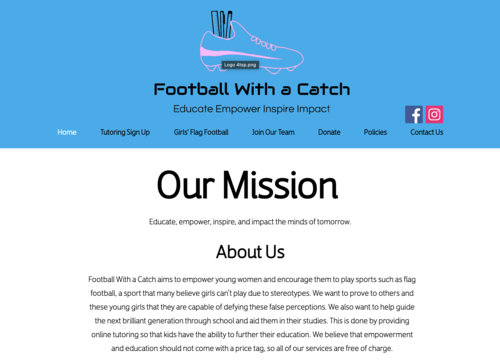 Logo disp.png
Football With a Catch
Educate Empower Inspire Impact
Home Tutoring Sign Up Girls' Flag Football Join Our Team Donate Policies Contact Us
Our Mission
Educate, empower, inspire, and impact the minds of tomorrow.
About Us
Football With a Catch aims to empower young women and encourage them to play sports such as flag
football, a sport that many believe girls can't play due to stereotypes. We want to prove to others and
these young girls that they are capable of defying these false perceptions. We also want to help guide
the next brilliant generation through school and aid them in their studies. This is done by providing
online tutoring so that kids have the ability to further their education. We believe that empowerment
and education should not come with a price tag, so all of our services are free of charge.